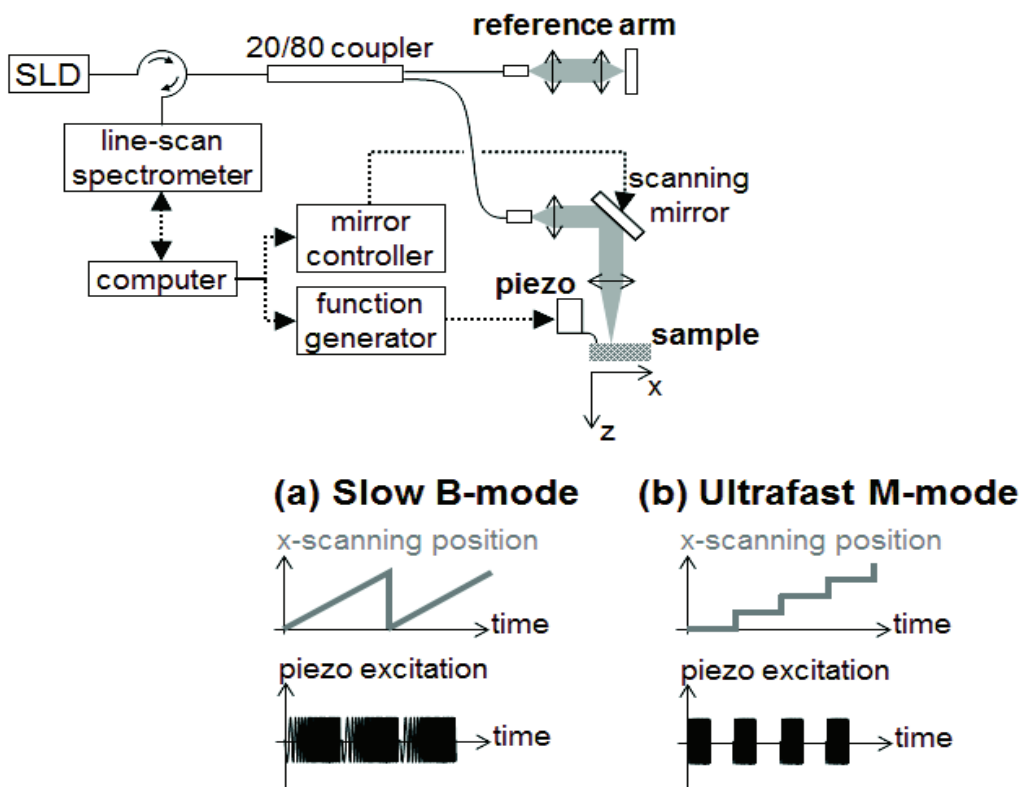 reference arm
20/80 coupler
SLD
line-scan
spectrometer
scanning
mirror
mirror
controller
computer
piezo
function
generator
sample
x
z
(a) Slow B-mode
x-scanning position
time
piezo excitation
time
(b) Ultrafast M-mode
x-scanning position
time
piezo excitation
time